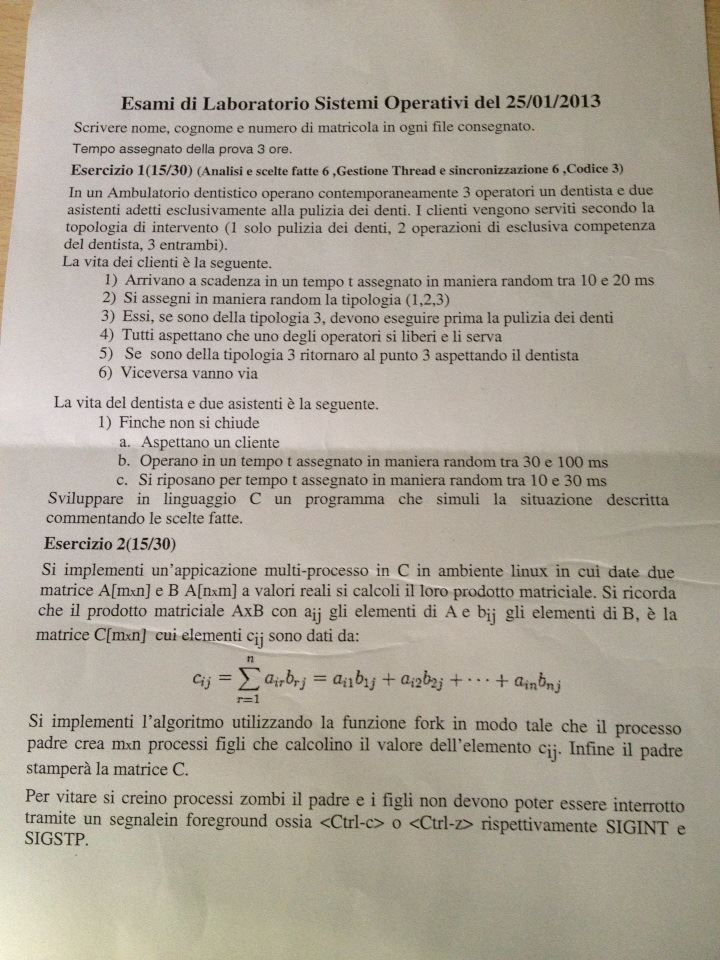 Esami di Laboratorio Sistemi Operativi del 25/01/2013
Scrivere nome, cognome e numero di matricola in ogni file consegnato.
Tempo assegnato della prova 3 ore.
Esercizio 1(15/30) (Analisi e scelte fatte 6 ,Gestione Thread e sincronizzazione 6 ,Codice 3)
In un Ambulatorio dentistico operano contemporaneamente 3 operatori un dentista e due
asistenti adetti esclusivamente alla pulizia dei denti. I clienti vengono serviti secondo la
topologia di intervento (1 solo pulizia dei denti, 2 operazioni di esclusiva competenza
del dentista, 3 entrambi).
La vita dei clienti è la seguente.
1) Arrivano a scadenza in un tempo t assegnato in maniera random tra 10 e 20 ms
2) Si assegni in maniera random la tipologia (1,2,3)
3) Essi, se sono della tipologia 3, devono eseguire prima la pulizia dei denti
4) Tutti aspettano che uno degli operatori si liberi e li serva
5) Se sono della tipologia 3 ritornaro al punto 3 aspettando il dentista
6) Viceversa vanno via
La vita del dentista e due asistenti è la seguente.
1) Finche non si chiude
a. Aspettano un cliente
b. Operano in un tempo t assegnato in maniera random tra 30 e 100 ms
c. Si riposano per tempo t assegnato in maniera random tra 10 e 30 ms
Sviluppare in linguaggio C un programma che simuli la situazione descritta
commentando le scelte fatte.
Esercizio 2(15/30)
Si implementi un'appicazione multi-processo in C in ambiente linux in cui date due
matrice A[mxn] e B A[nxm] a valori reali si calcoli il loro prodotto matriciale. Si ricorda
che il prodotto matriciale AxB con aij gli elementi di A e bij gli elementi di B, è la
matrice C[mxn] cui elementi cij sono dati da:
c_{ij} = \sum_{r=1}^{n} a_{ir}b_{rj} = a_{i1}b_{1j} + a_{i2}b_{2j} + \cdots + a_{in}b_{nj}
Si implementi l'algoritmo utilizzando la funzione fork in modo tale che il processo
padre crea mxn processi figli che calcolino il valore dell'elemento cij. Infine il padre
stamperà la matrice C.
Per vitare si creino processi zombi il padre e i figli non devono poter essere interrotto
tramite un segnalein foreground ossia <Ctrl-c> o <Ctrl-z> rispettivamente SIGINT e
SIGSTP.